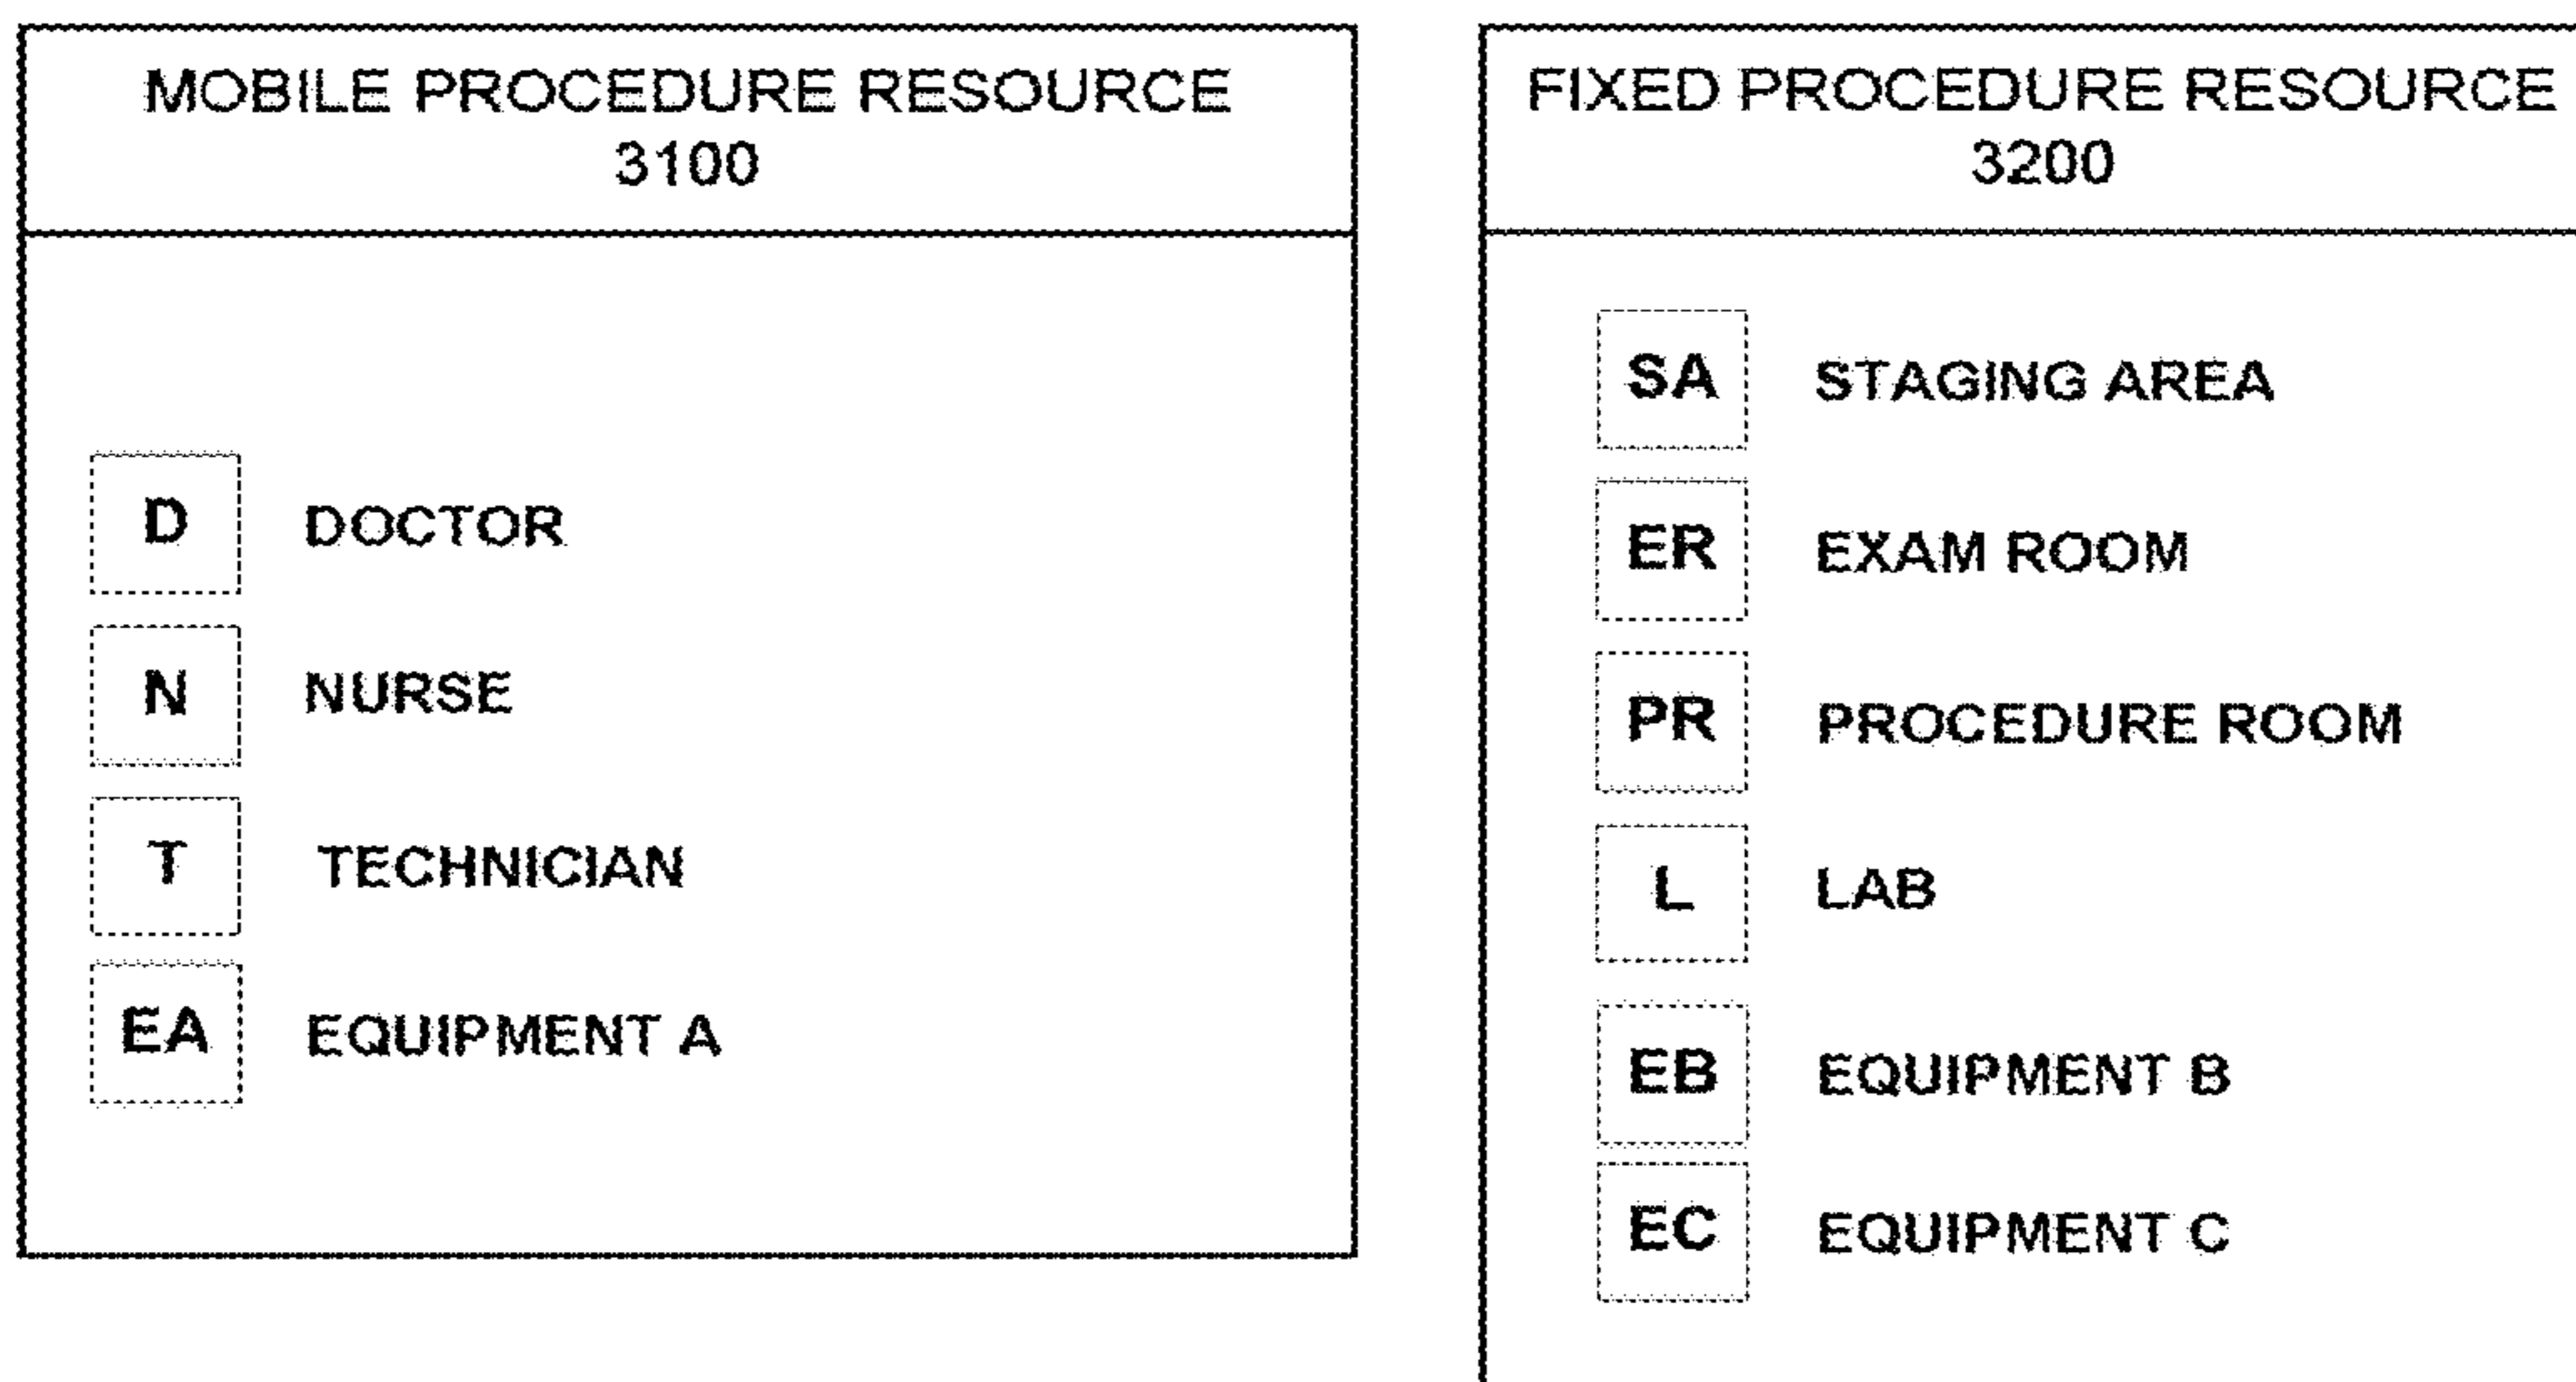 MOBILE PROCEDURE RESOURCE
3100
D DOCTOR
N NURSE
T TECHNICIAN
EA EQUIPMENT A
FIXED PROCEDURE RESOURCE
3200
SA STAGING AREA
ER EXAM ROOM
PR PROCEDURE ROOM
L LAB
EB EQUIPMENT B
EC EQUIPMENT C